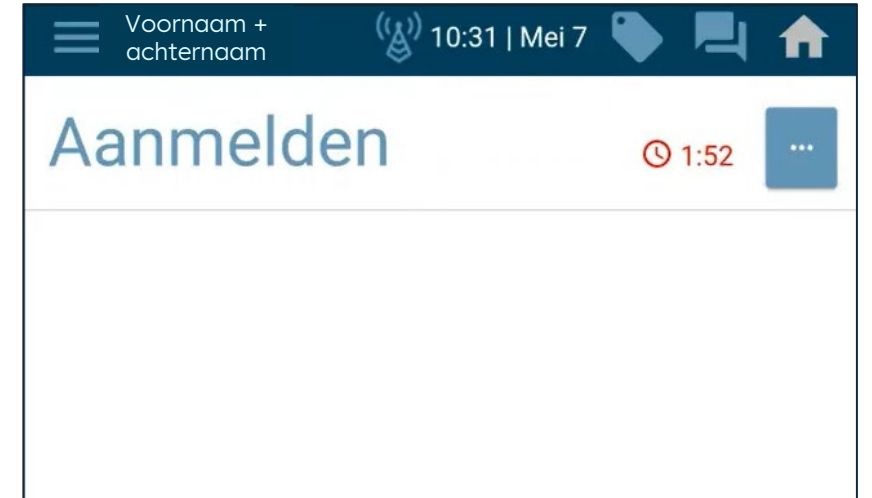 Voornaam +
achternaam
10:31 | Mei 7
Aanmelden
1:52
...